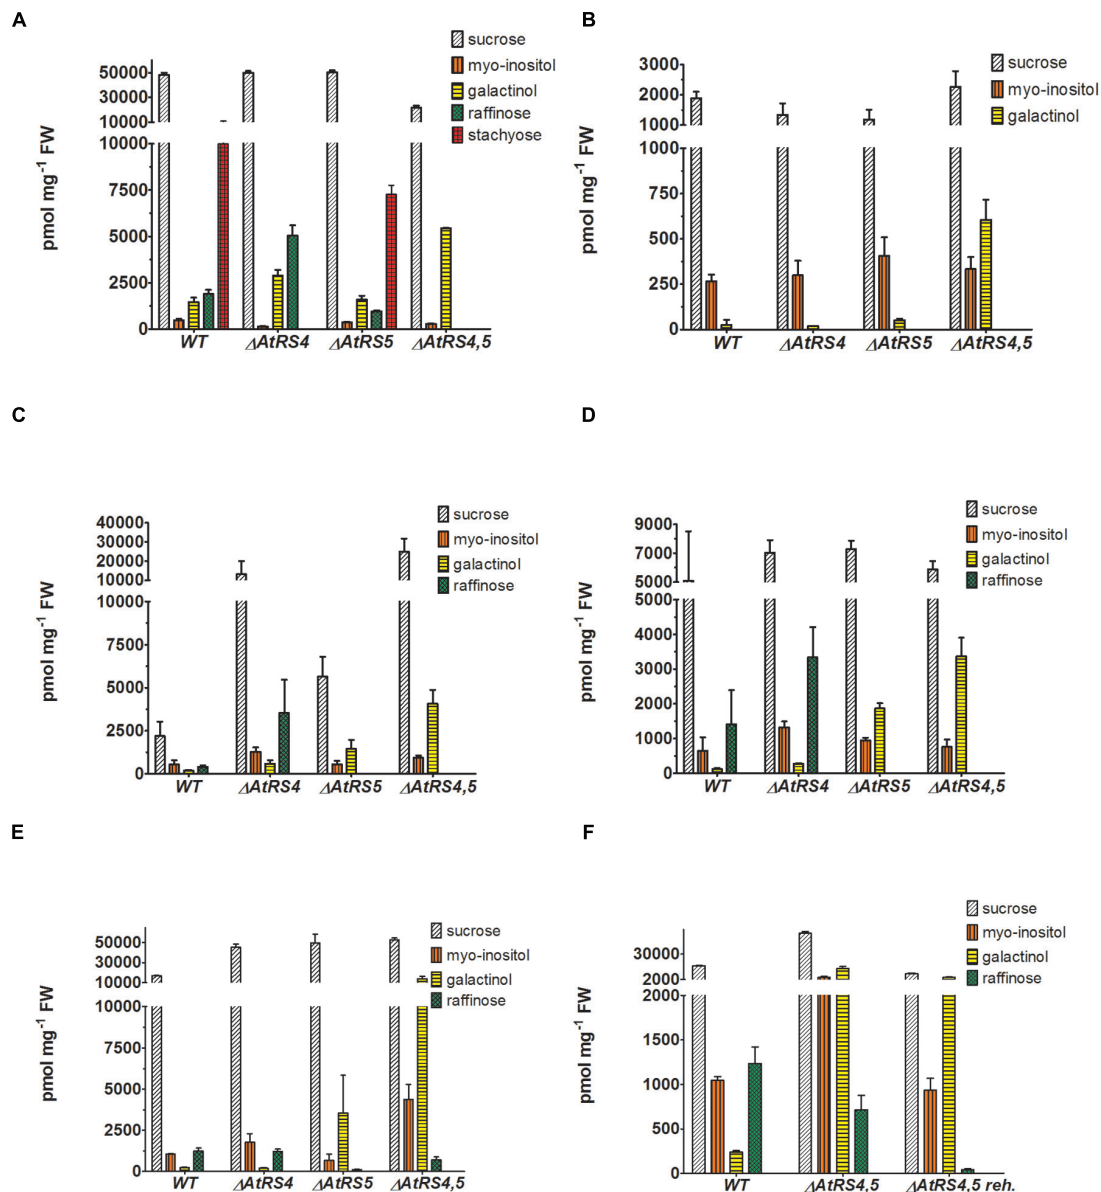 A
sucrose
myo-inositol
galactinol
raffinose
stachyose
pmol mg⁻¹ FW
50000
30000
10000
10000
7500
5000
2500
0
WT
ΔAtRS4
ΔAtRS5
ΔAtRS4,5
B
sucrose
myo-inositol
galactinol
pmol mg⁻¹ FW
3000
2000
1000
1000
750
500
250
0
WT
ΔAtRS4
ΔAtRS5
ΔAtRS4,5
C
sucrose
myo-inositol
galactinol
raffinose
pmol mg⁻¹ FW
40000
30000
20000
10000
10000
7500
5000
2500
0
WT
ΔAtRS4
ΔAtRS5
ΔAtRS4,5
D
sucrose
myo-inositol
galactinol
raffinose
pmol mg⁻¹ FW
9000
7000
5000
5000
4000
3000
2000
1000
0
WT
ΔAtRS4
ΔAtRS5
ΔAtRS4,5
E
sucrose
myo-inositol
galactinol
raffinose
pmol mg⁻¹ FW
50000
30000
10000
10000
7500
5000
2500
0
WT
ΔAtRS4
ΔAtRS5
ΔAtRS4,5
F
sucrose
myo-inositol
galactinol
raffinose
pmol mg⁻¹ FW
30000
2000
2000
1500
1000
500
0
WT
ΔAtRS4,5
ΔAtRS4,5 reh.